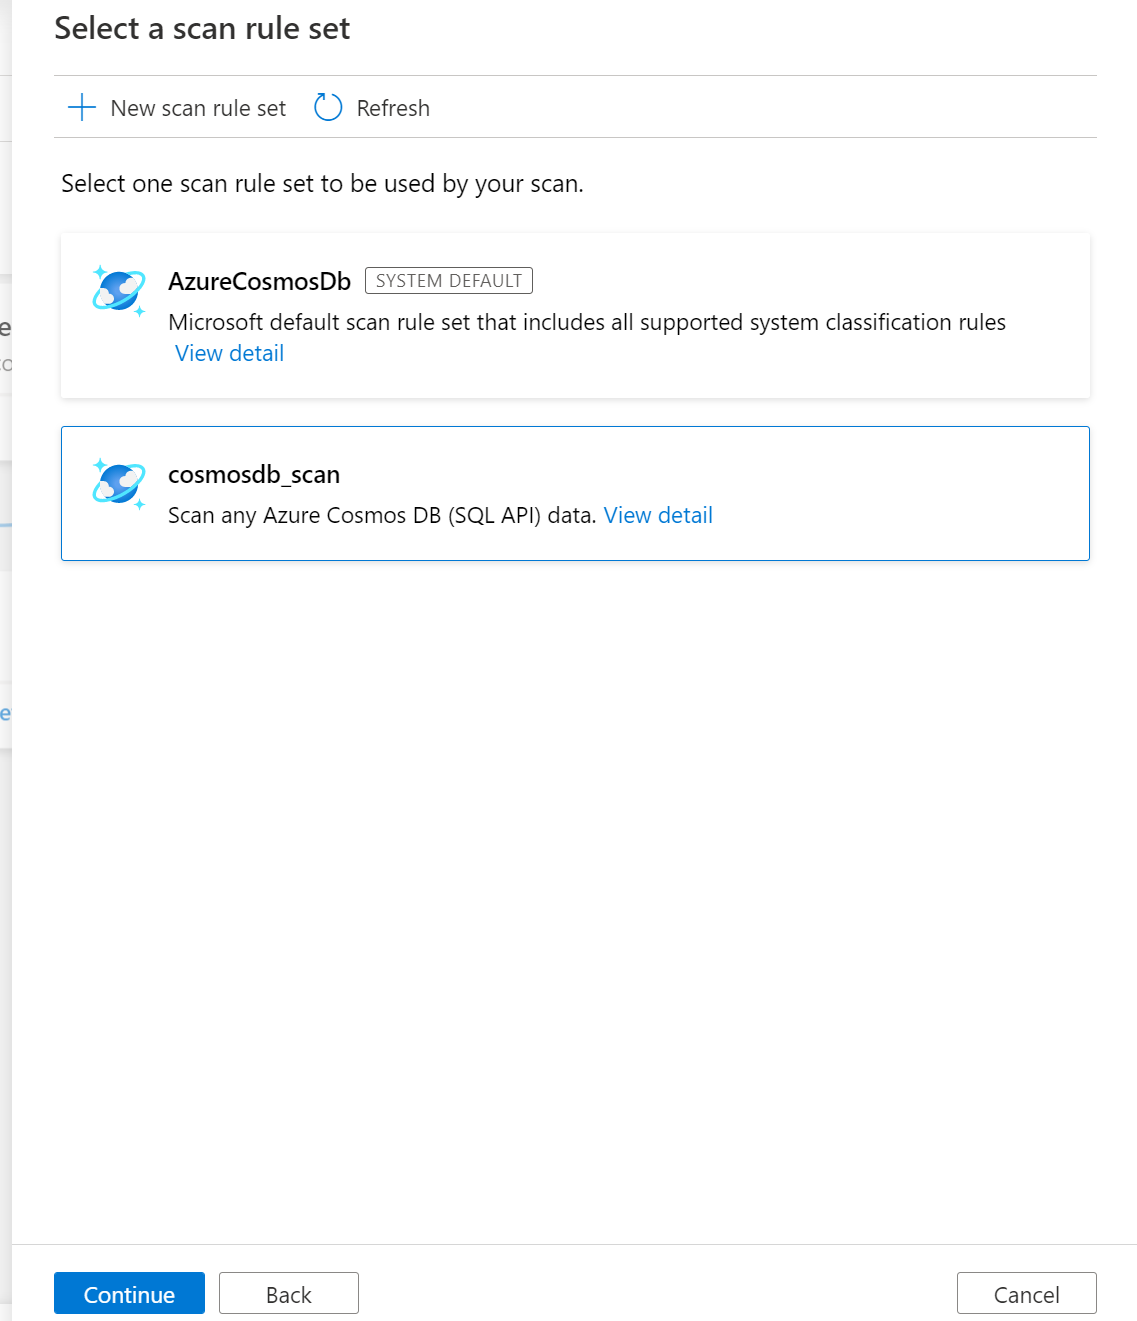 Select a scan rule set
New scan rule set Refresh
Select one scan rule set to be used by your scan.
AzureCosmosDb SYSTEM DEFAULT
Microsoft default scan rule set that includes all supported system classification rules
View detail
cosmosdb_scan
Scan any Azure Cosmos DB (SQL API) data. View detail
Continue Back Cancel